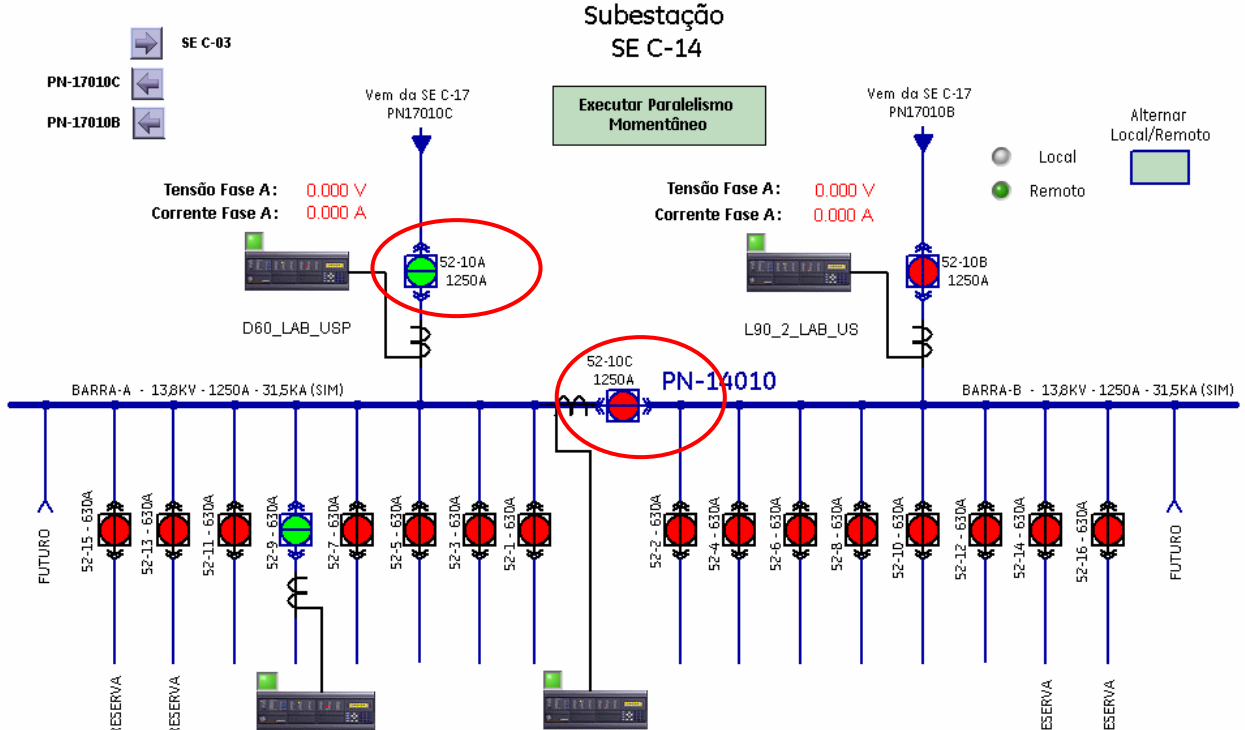 Subestação
SE C-14
SE C-03
PN-17010C
PN-17010B
Vem da SE C-17
PN17010C
Executar Paralelismo
Momentâneo
Vem da SE C-17
PN17010B
Alternar
Local/Remoto
Local
Remoto
Tensão Fase A: 0.000 V
Corrente Fase A: 0.000 A
Tensão Fase A: 0.000 V
Corrente Fase A: 0.000 A
52-10A
1250A
52-10B
1250A
D60_LAB_USP
L90_2_LAB_US
52-10C
1250A
PN-14010
BARRA-A - 13,8KV - 1250A - 31,5KA (SIM)
BARRA-B - 13,8KV - 1250A - 31,5KA (SIM)
FUTURO
52-15 - 630A
52-13 - 630A
52-11 - 630A
52-9 - 630A
52-7 - 630A
52-5 - 630A
52-3 - 630A
52-1 - 630A
52-2 - 630A
52-4 - 630A
52-6 - 630A
52-8 - 630A
52-10 - 630A
52-12 - 630A
52-14 - 630A
52-16 - 630A
FUTURO
RESERVA
RESERVA
ESERVA
ESERVA